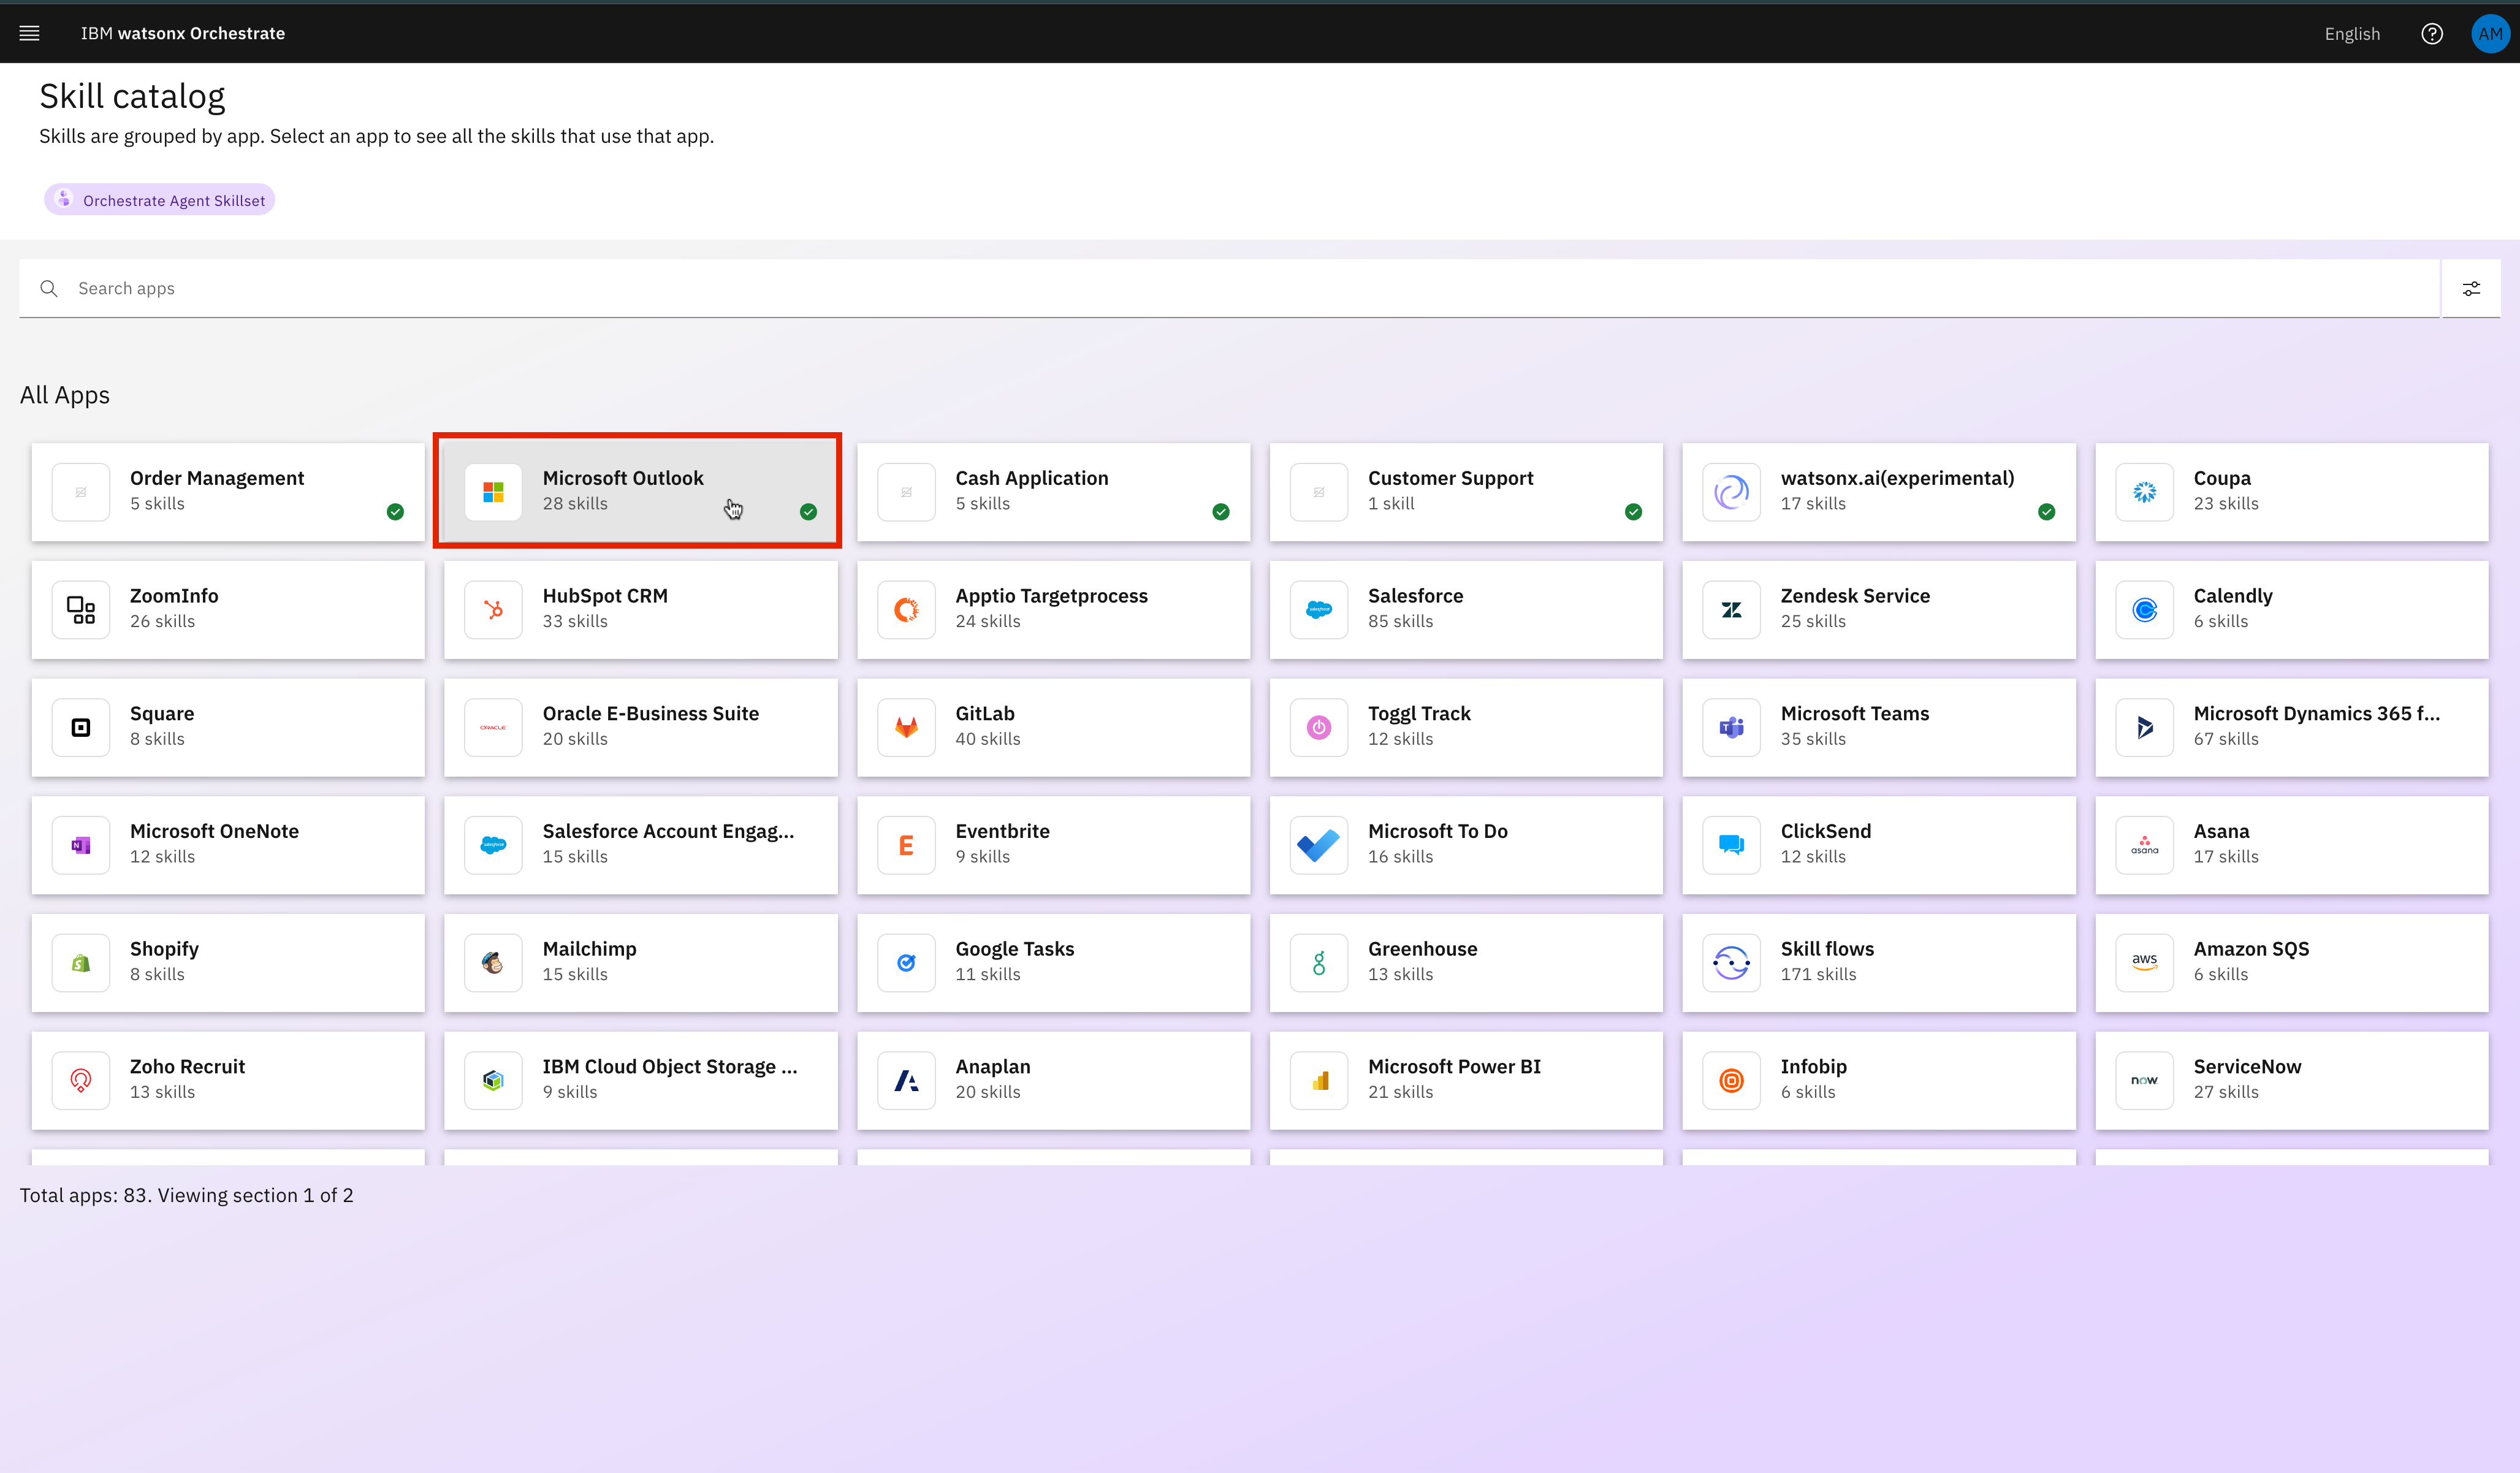 IBM watsonx Orchestrate
English
AM
Skill catalog
Skills are grouped by app. Select an app to see all the skills that use that app.
Orchestrate Agent Skillset
Search apps
All Apps
Order Management
5 skills
Microsoft Outlook
28 skills
Cash Application
5 skills
Customer Support
1 skill
watsonx.ai(experimental)
17 skills
Coupa
23 skills
ZoomInfo
26 skills
HubSpot CRM
33 skills
Apptio Targetprocess
24 skills
salesforce
Salesforce
85 skills
Zendesk Service
25 skills
Calendly
6 skills
Square
8 skills
ORACLE
Oracle E-Business Suite
20 skills
GitLab
40 skills
Toggl Track
12 skills
Microsoft Teams
35 skills
Microsoft Dynamics 365 f...
67 skills
N
Microsoft OneNote
12 skills
salesforce
Salesforce Account Engag...
15 skills
E
Eventbrite
9 skills
Microsoft To Do
16 skills
ClickSend
12 skills
asana
Asana
17 skills
Shopify
8 skills
Mailchimp
15 skills
Google Tasks
11 skills
Greenhouse
13 skills
Skill flows
171 skills
aws
Amazon SQS
6 skills
Zoho Recruit
13 skills
IBM Cloud Object Storage ...
9 skills
Anaplan
20 skills
Microsoft Power BI
21 skills
Infobip
6 skills
now
ServiceNow
27 skills
Total apps: 83. Viewing section 1 of 2